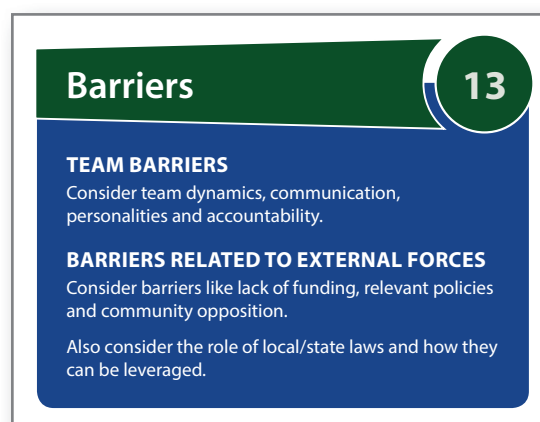 Barriers
13
TEAM BARRIERS
Consider team dynamics, communication,
personalities and accountability.
BARRIERS RELATED TO EXTERNAL FORCES
Consider barriers like lack of funding, relevant policies
and community opposition.
Also consider the role of local/state laws and how they
can be leveraged.